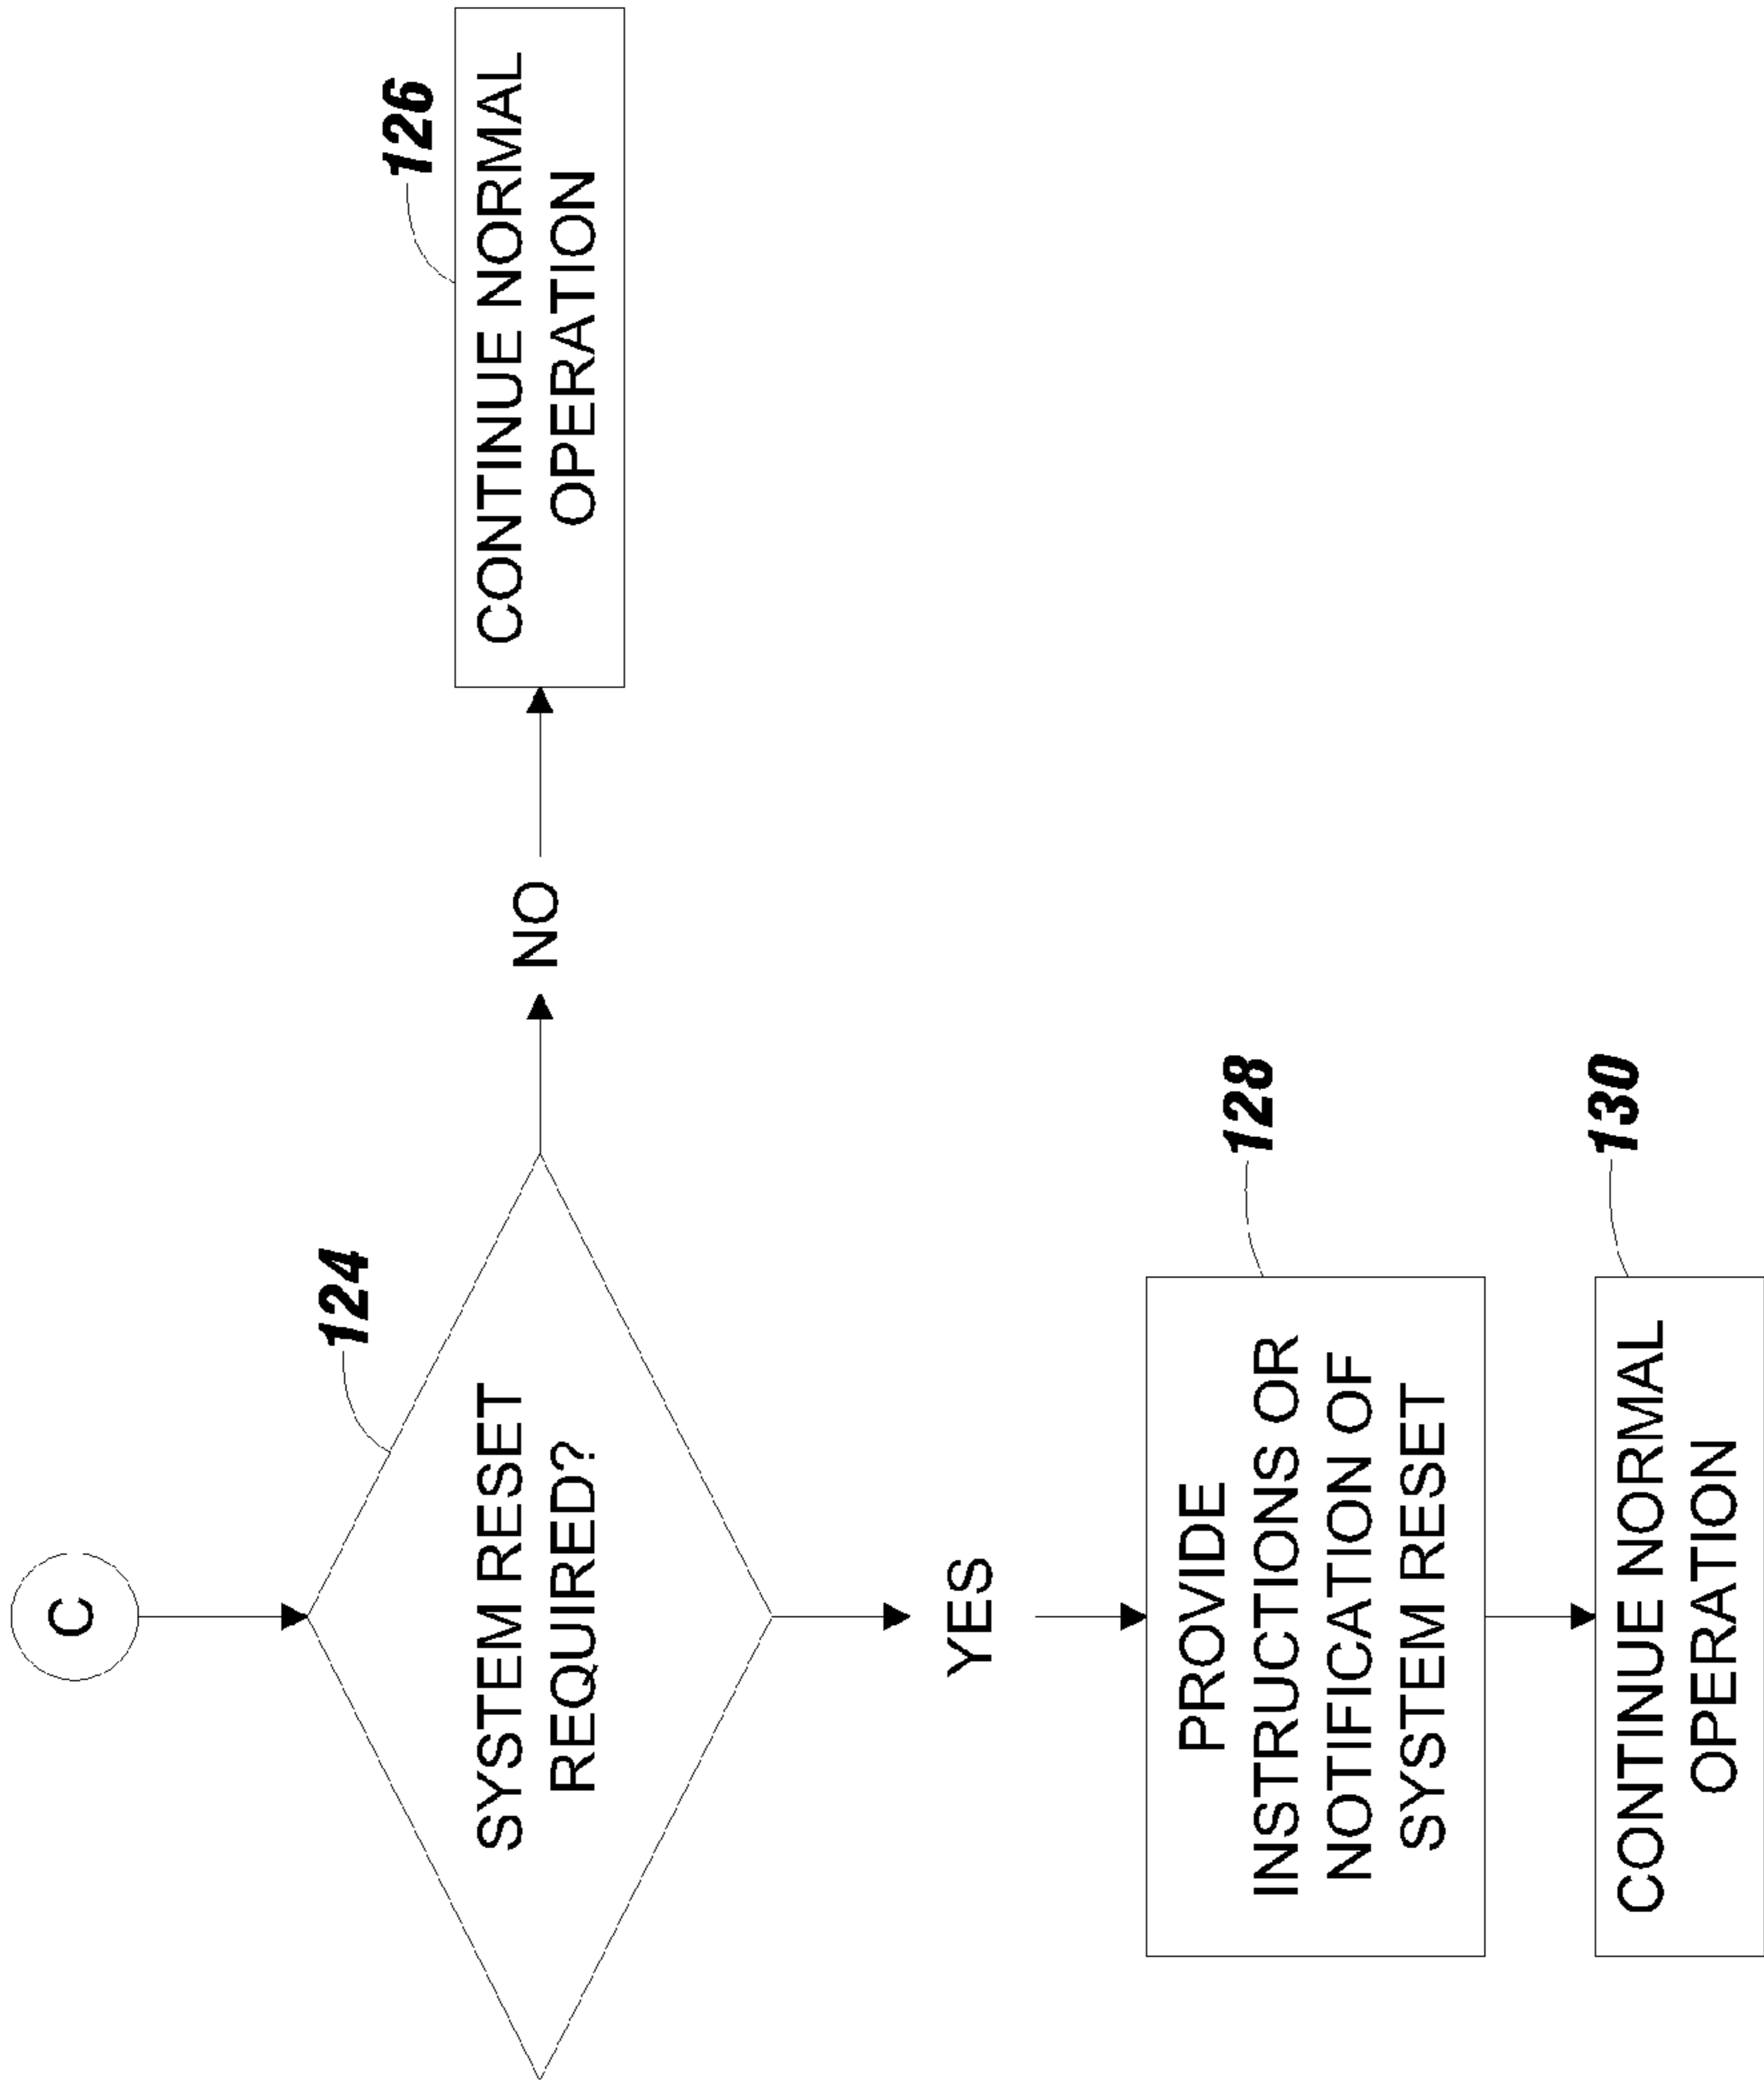 C
124
SYSTEM RESET
REQUIRED?
NO
126
CONTINUE NORMAL
OPERATION
YES
128
PROVIDE
INSTRUCTIONS OR
NOTIFICATION OF
SYSTEM RESET
130
CONTINUE NORMAL
OPERATION